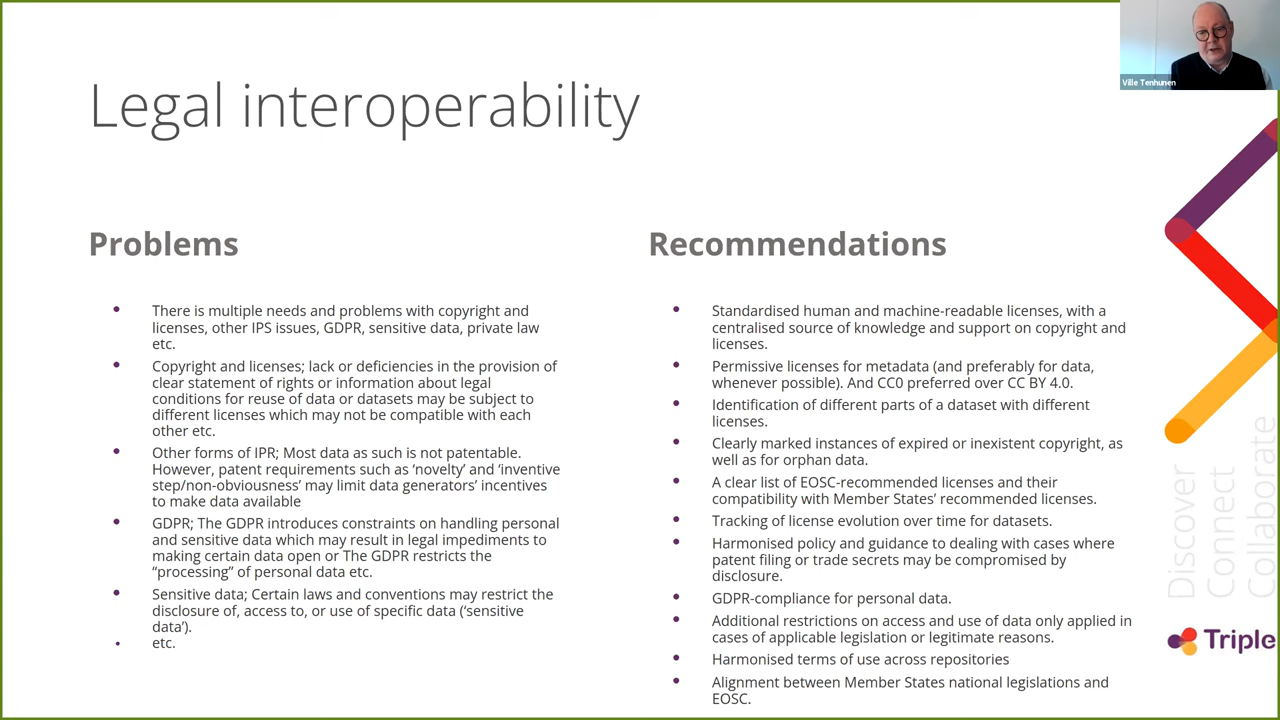 Ville Tenhunen
Legal interoperability
Problems
• There is multiple needs and problems with copyright and
licenses, other IPS issues, GDPR, sensitive data, private law
etc.
• Copyright and licenses; lack or deficiencies in the provision of
clear statement of rights or information about legal
conditions for reuse of data or datasets may be subject to
different licenses which may not be compatible with each
other etc.
• Other forms of IPR; Most data as such is not patentable.
However, patent requirements such as ‘novelty’ and ‘inventive
step/non-obviousness’ may limit data generators’ incentives
to make data available
• GDPR; The GDPR introduces constraints on handling personal
and sensitive data which may result in legal impediments to
making certain data open or The GDPR restricts the
“processing” of personal data etc.
• Sensitive data; Certain laws and conventions may restrict the
disclosure of, access to, or use of specific data (‘sensitive
data’).
• etc.
Recommendations
• Standardised human and machine-readable licenses, with a
centralised source of knowledge and support on copyright and
licenses.
• Permissive licenses for metadata (and preferably for data,
whenever possible). And CC0 preferred over CC BY 4.0.
• Identification of different parts of a dataset with different
licenses.
• Clearly marked instances of expired or inexistent copyright, as
well as for orphan data.
• A clear list of EOSC-recommended licenses and their
compatibility with Member States’ recommended licenses.
• Tracking of license evolution over time for datasets.
• Harmonised policy and guidance to dealing with cases where
patent filing or trade secrets may be compromised by
disclosure.
• GDPR-compliance for personal data.
• Additional restrictions on access and use of data only applied in
cases of applicable legislation or legitimate reasons.
• Harmonised terms of use across repositories
• Alignment between Member States national legislations and
EOSC.
Discover
Connect
Collaborate
Triple